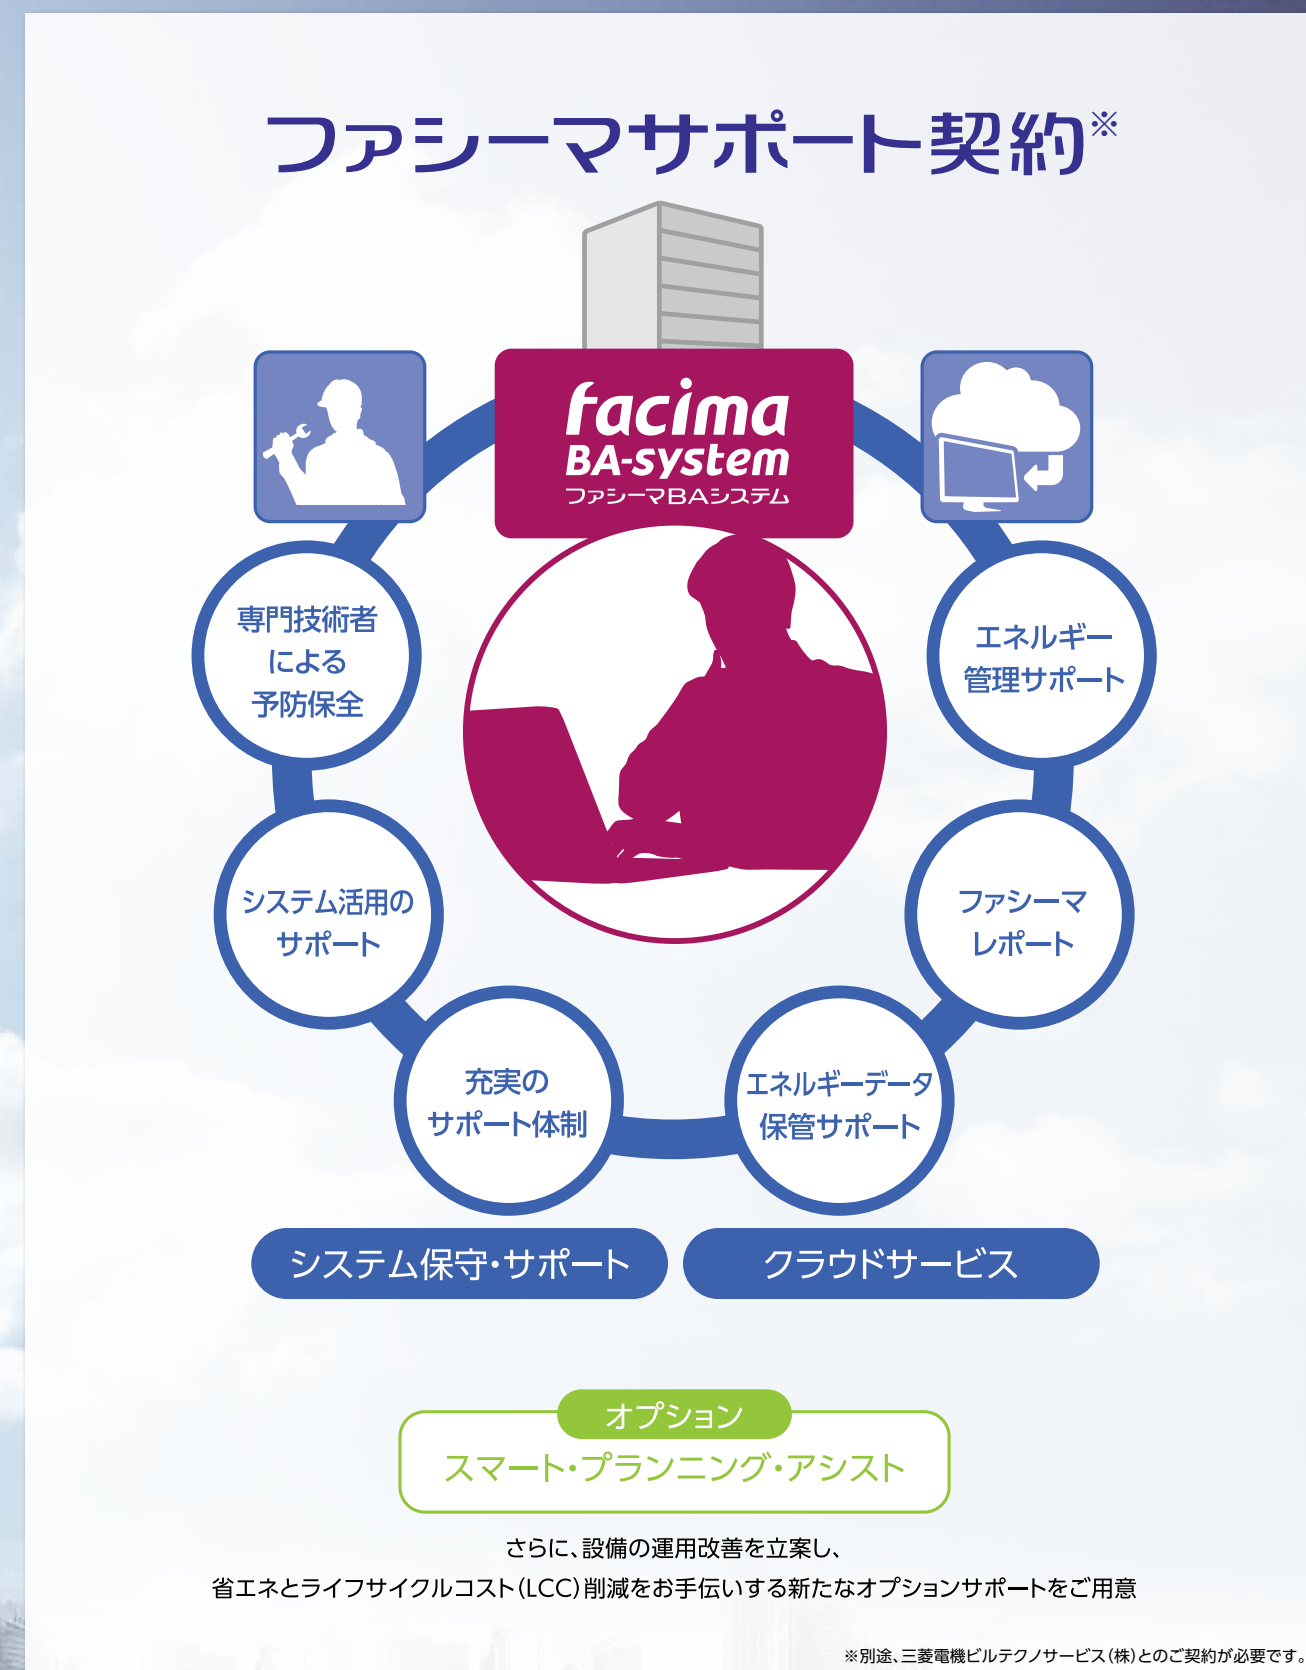 ファシーマサポート契約※
facima
BA-system
ファシーマBAシステム
専門技術者
による
予防保全
エネルギー
管理サポート
システム活用の
サポート
ファシーマ
レポート
充実の
サポート体制
エネルギーデータ
保管サポート
システム保守・サポート
クラウドサービス
オプション
スマート・プランニング・アシスト
さらに、設備の運用改善を立案し、
省エネとライフサイクルコスト（LCC）削減をお手伝いする新たなオプションサポートをご用意
※別途、三菱電機ビルテクノサービス（株）とのご契約が必要です。